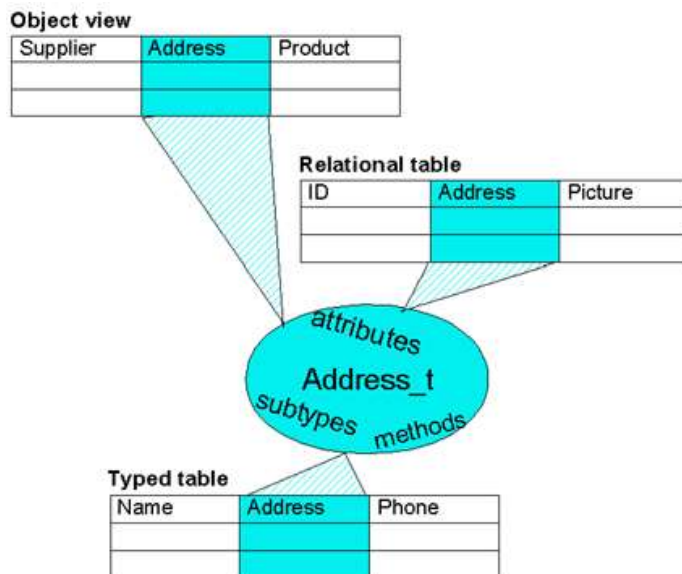 Object view
Supplier Address Product
Relational table
ID Address Picture
attributes
Address_t
subtypes
methods
Typed table
Name Address Phone